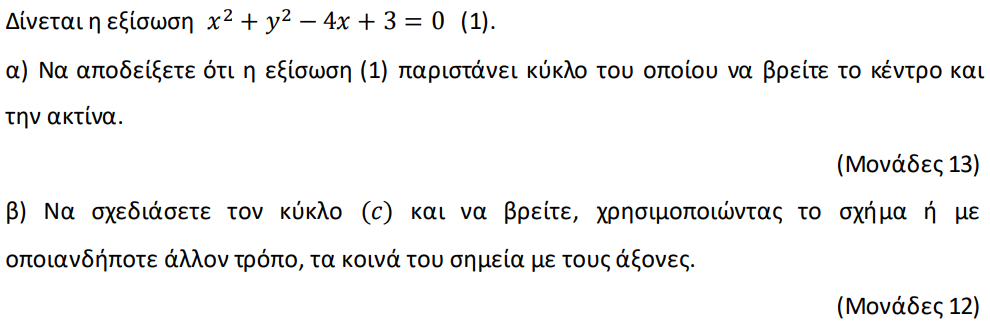 Δίνεται η εξίσωση x² + y² − 4x + 3 = 0 (1).
α) Να αποδείξετε ότι η εξίσωση (1) παριστάνει κύκλο του οποίου να βρείτε το κέντρο και
την ακτίνα.
(Μονάδες 13)
β) Να σχεδιάσετε τον κύκλο (c) και να βρείτε, χρησιμοποιώντας το σχήμα ή με
οποιανδήποτε άλλον τρόπο, τα κοινά του σημεία με τους άξονες.
(Μονάδες 12)